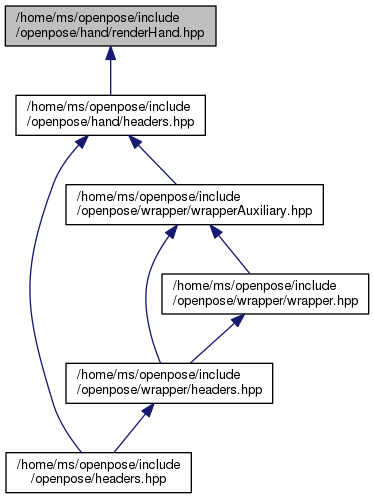 /home/ms/openpose/include
/openpose/hand/renderHand.hpp
/home/ms/openpose/include
/openpose/hand/headers.hpp
/home/ms/openpose/include
/openpose/wrapper/wrapperAuxiliary.hpp
/home/ms/openpose/include
/openpose/wrapper/wrapper.hpp
/home/ms/openpose/include
/openpose/wrapper/headers.hpp
/home/ms/openpose/include
/openpose/headers.hpp